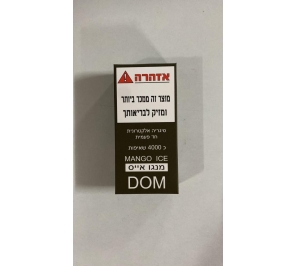 אזהרה
מוצר זה ממכר ביותר
ומזיק לבריאותך
סיגריה אלקטרונית
חד פעמית
כ 4000 שאיפות
MANGO ICE
מנגו אייס
DOM